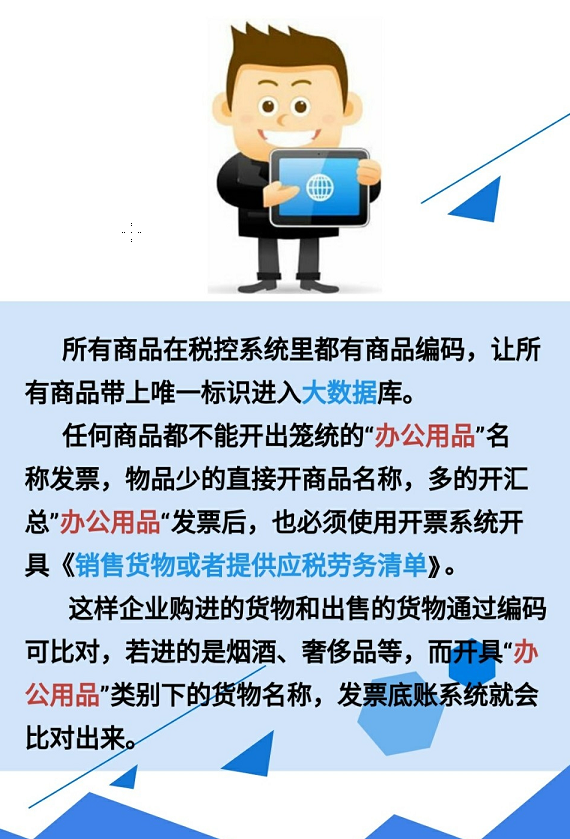 所有商品在税控系统里都有商品编码，让所
有商品带上唯一标识进入大数据库。
任何商品都不能开出笼统的“办公用品”名
称发票，物品少的直接开商品名称，多的开汇
总”办公用品“发票后，也必须使用开票系统开
具《销售货物或者提供应税劳务清单》。
这样企业购进的货物和出售的货物通过编码
可比对，若进的是烟酒、奢侈品等，而开具“办
公用品”类别下的货物名称，发票底账系统就会
比对出来。